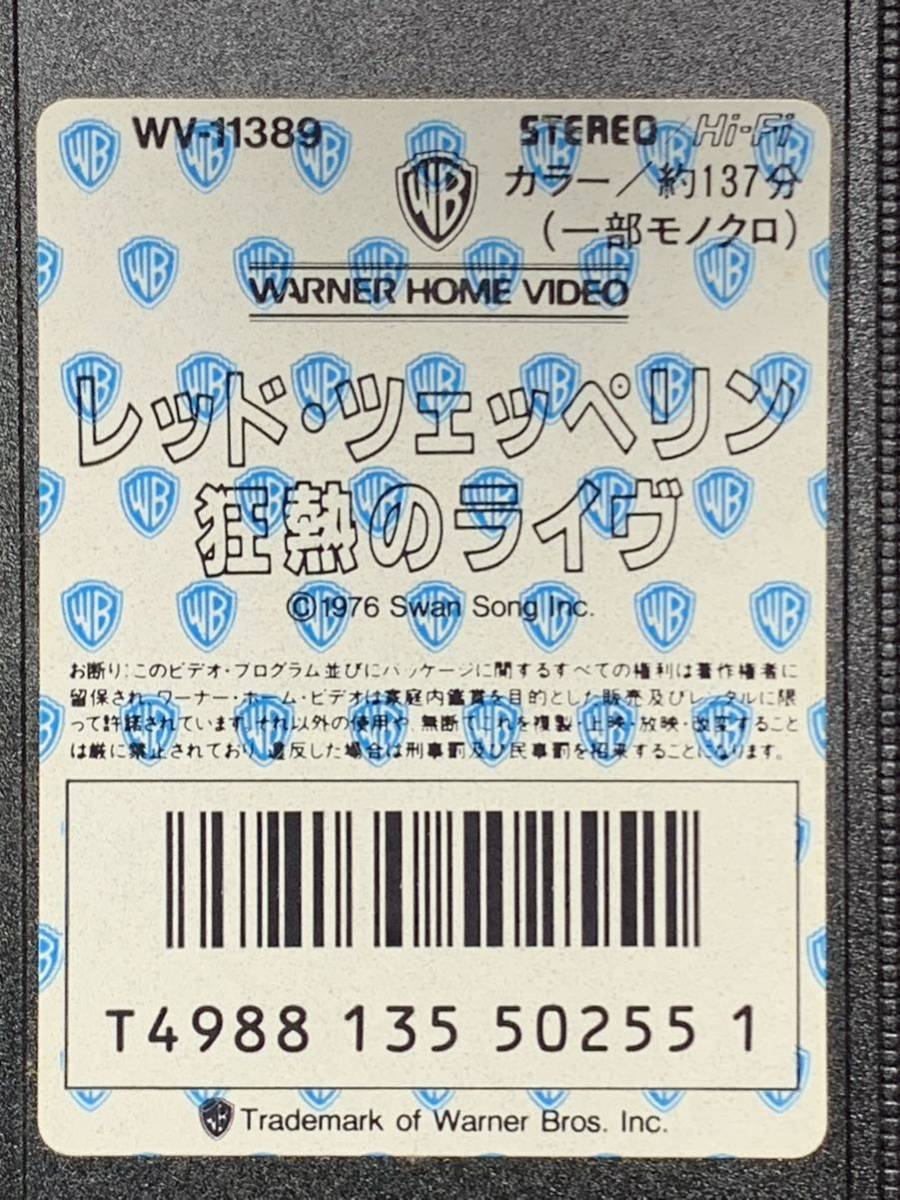 WV-11389
STEREO/Hi-Fi
カラー/約137分
(一部モノクロ)
WB
WARNER HOME VIDEO
レッド・ツェッペリン
狂熱のライヴ
©1976 Swan Song Inc.
お断り:このビデオ・プログラム並びにパッケージに関するすべての権利は著作権者に
留保され、ワーナー・ホーム・ビデオは家庭内鑑賞を目的とした販売及びレンタルに限
って許諾されています。それ以外の使用や、無断でこれを複製・上映・放映・改変すること
は厳に禁止されており、違反した場合は刑事罰及び民事罰を招来することになります。
T4988 135 50255 1
Trademark of Warner Bros. Inc.